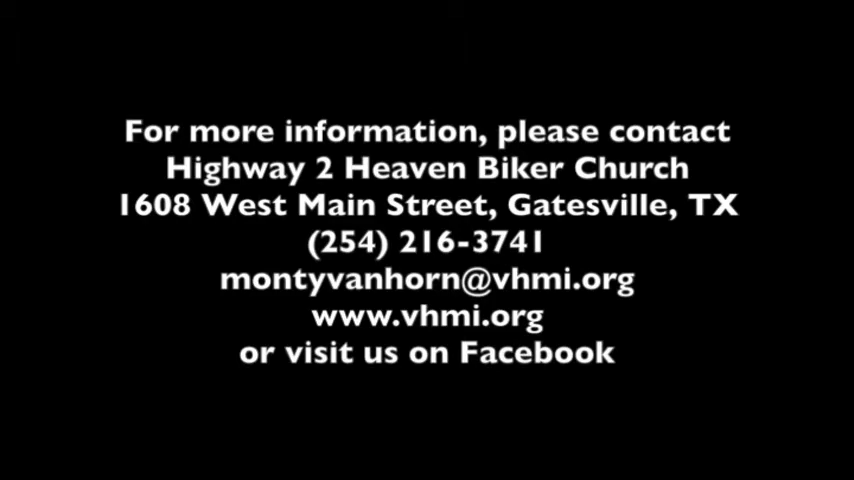 For more information, please contact
Highway 2 Heaven Biker Church
1608 West Main Street, Gatesville, TX
(254) 216-3741
montyvanhorn@vhmi.org
www.vhmi.org
or visit us on Facebook